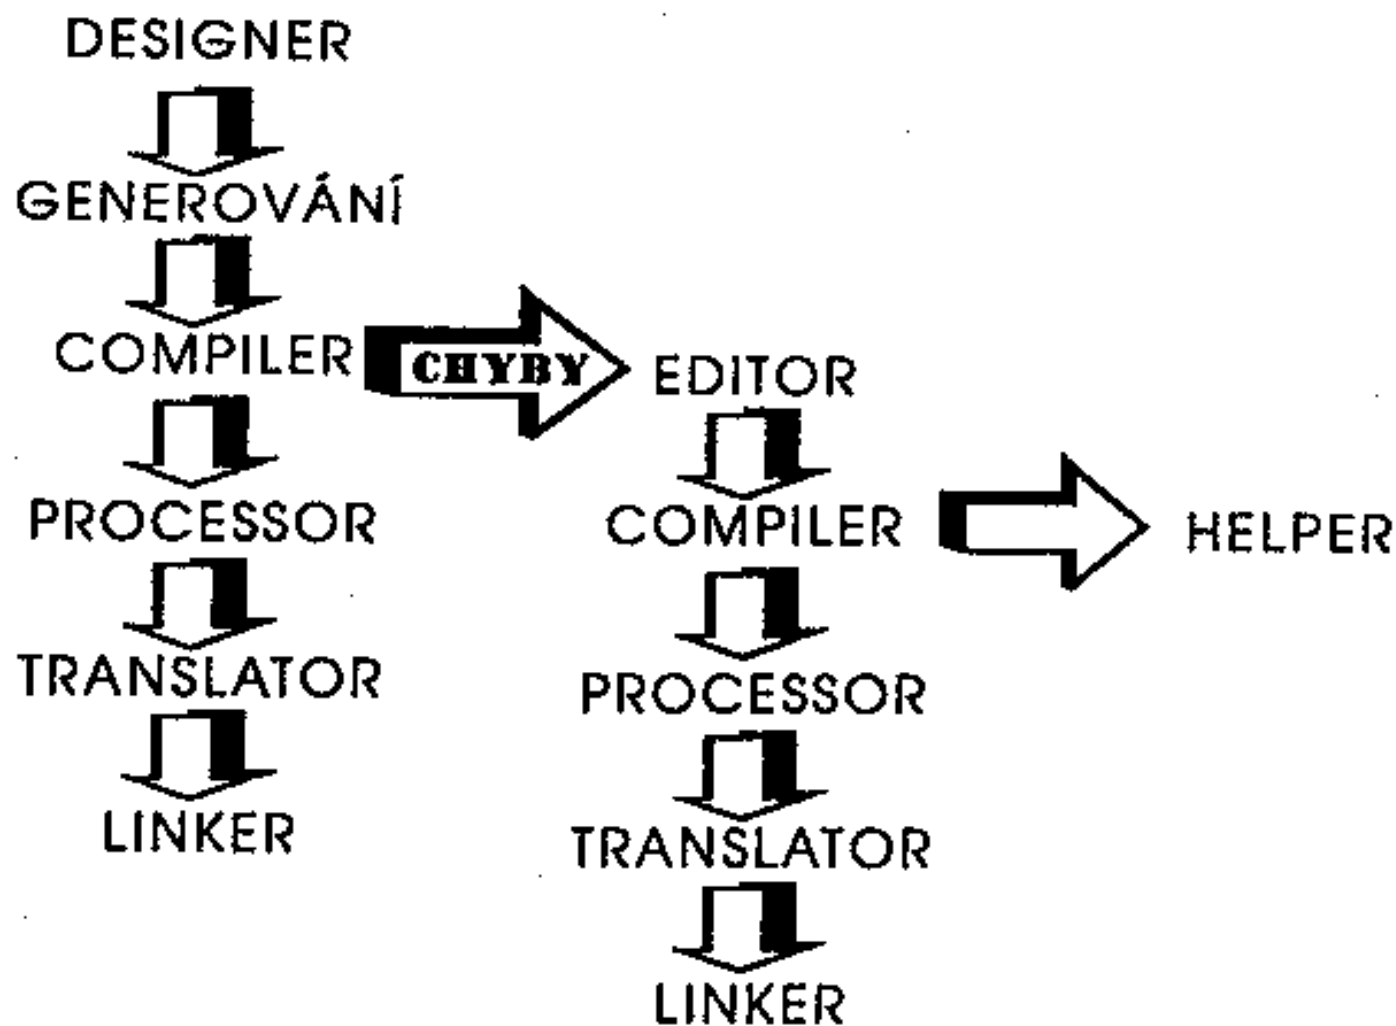 DESIGNER
GENEROVÁNÍ
COMPILER
CHYBY
PROCESSOR
TRANSLATOR
LINKER
EDITOR
COMPILER
HELPER
PROCESSOR
TRANSLATOR
LINKER